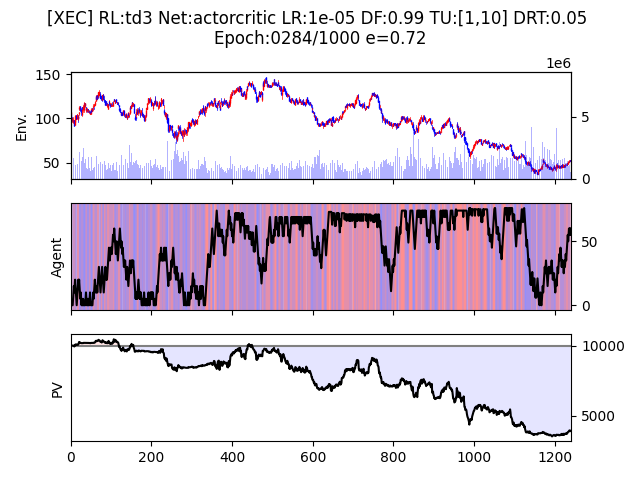 [XEC] RL:td3 Net:actorcritic LR:1e-05 DF:0.99 TU:[1,10] DRT:0.05
Epoch:0284/1000 e=0.72
1e6
150
100
50
Env.
5
0
Agent
50
0
PV
10000
5000
0 200 400 600 800 1000 1200